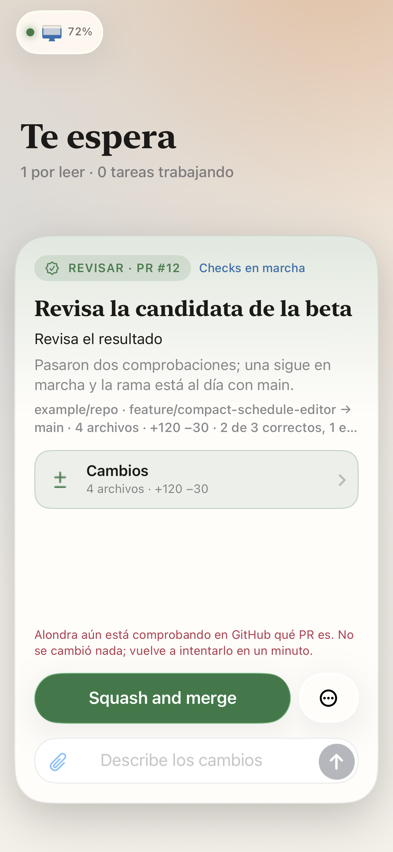 72%
Te espera
1 por leer · 0 tareas trabajando
REVISAR · PR #12 Checks en marcha
Revisa la candidata de la beta
Revisa el resultado
Pasaron dos comprobaciones; una sigue en
marcha y la rama está al día con main.
example/repo · feature/compact-schedule-editor →
main · 4 archivos · +120 −30 · 2 de 3 correctos, 1 e...
Cambios
4 archivos · +120 −30
Alondra aún está comprobando en GitHub qué PR es. No
se cambió nada; vuelve a intentarlo en un minuto.
Squash and merge
Describe los cambios